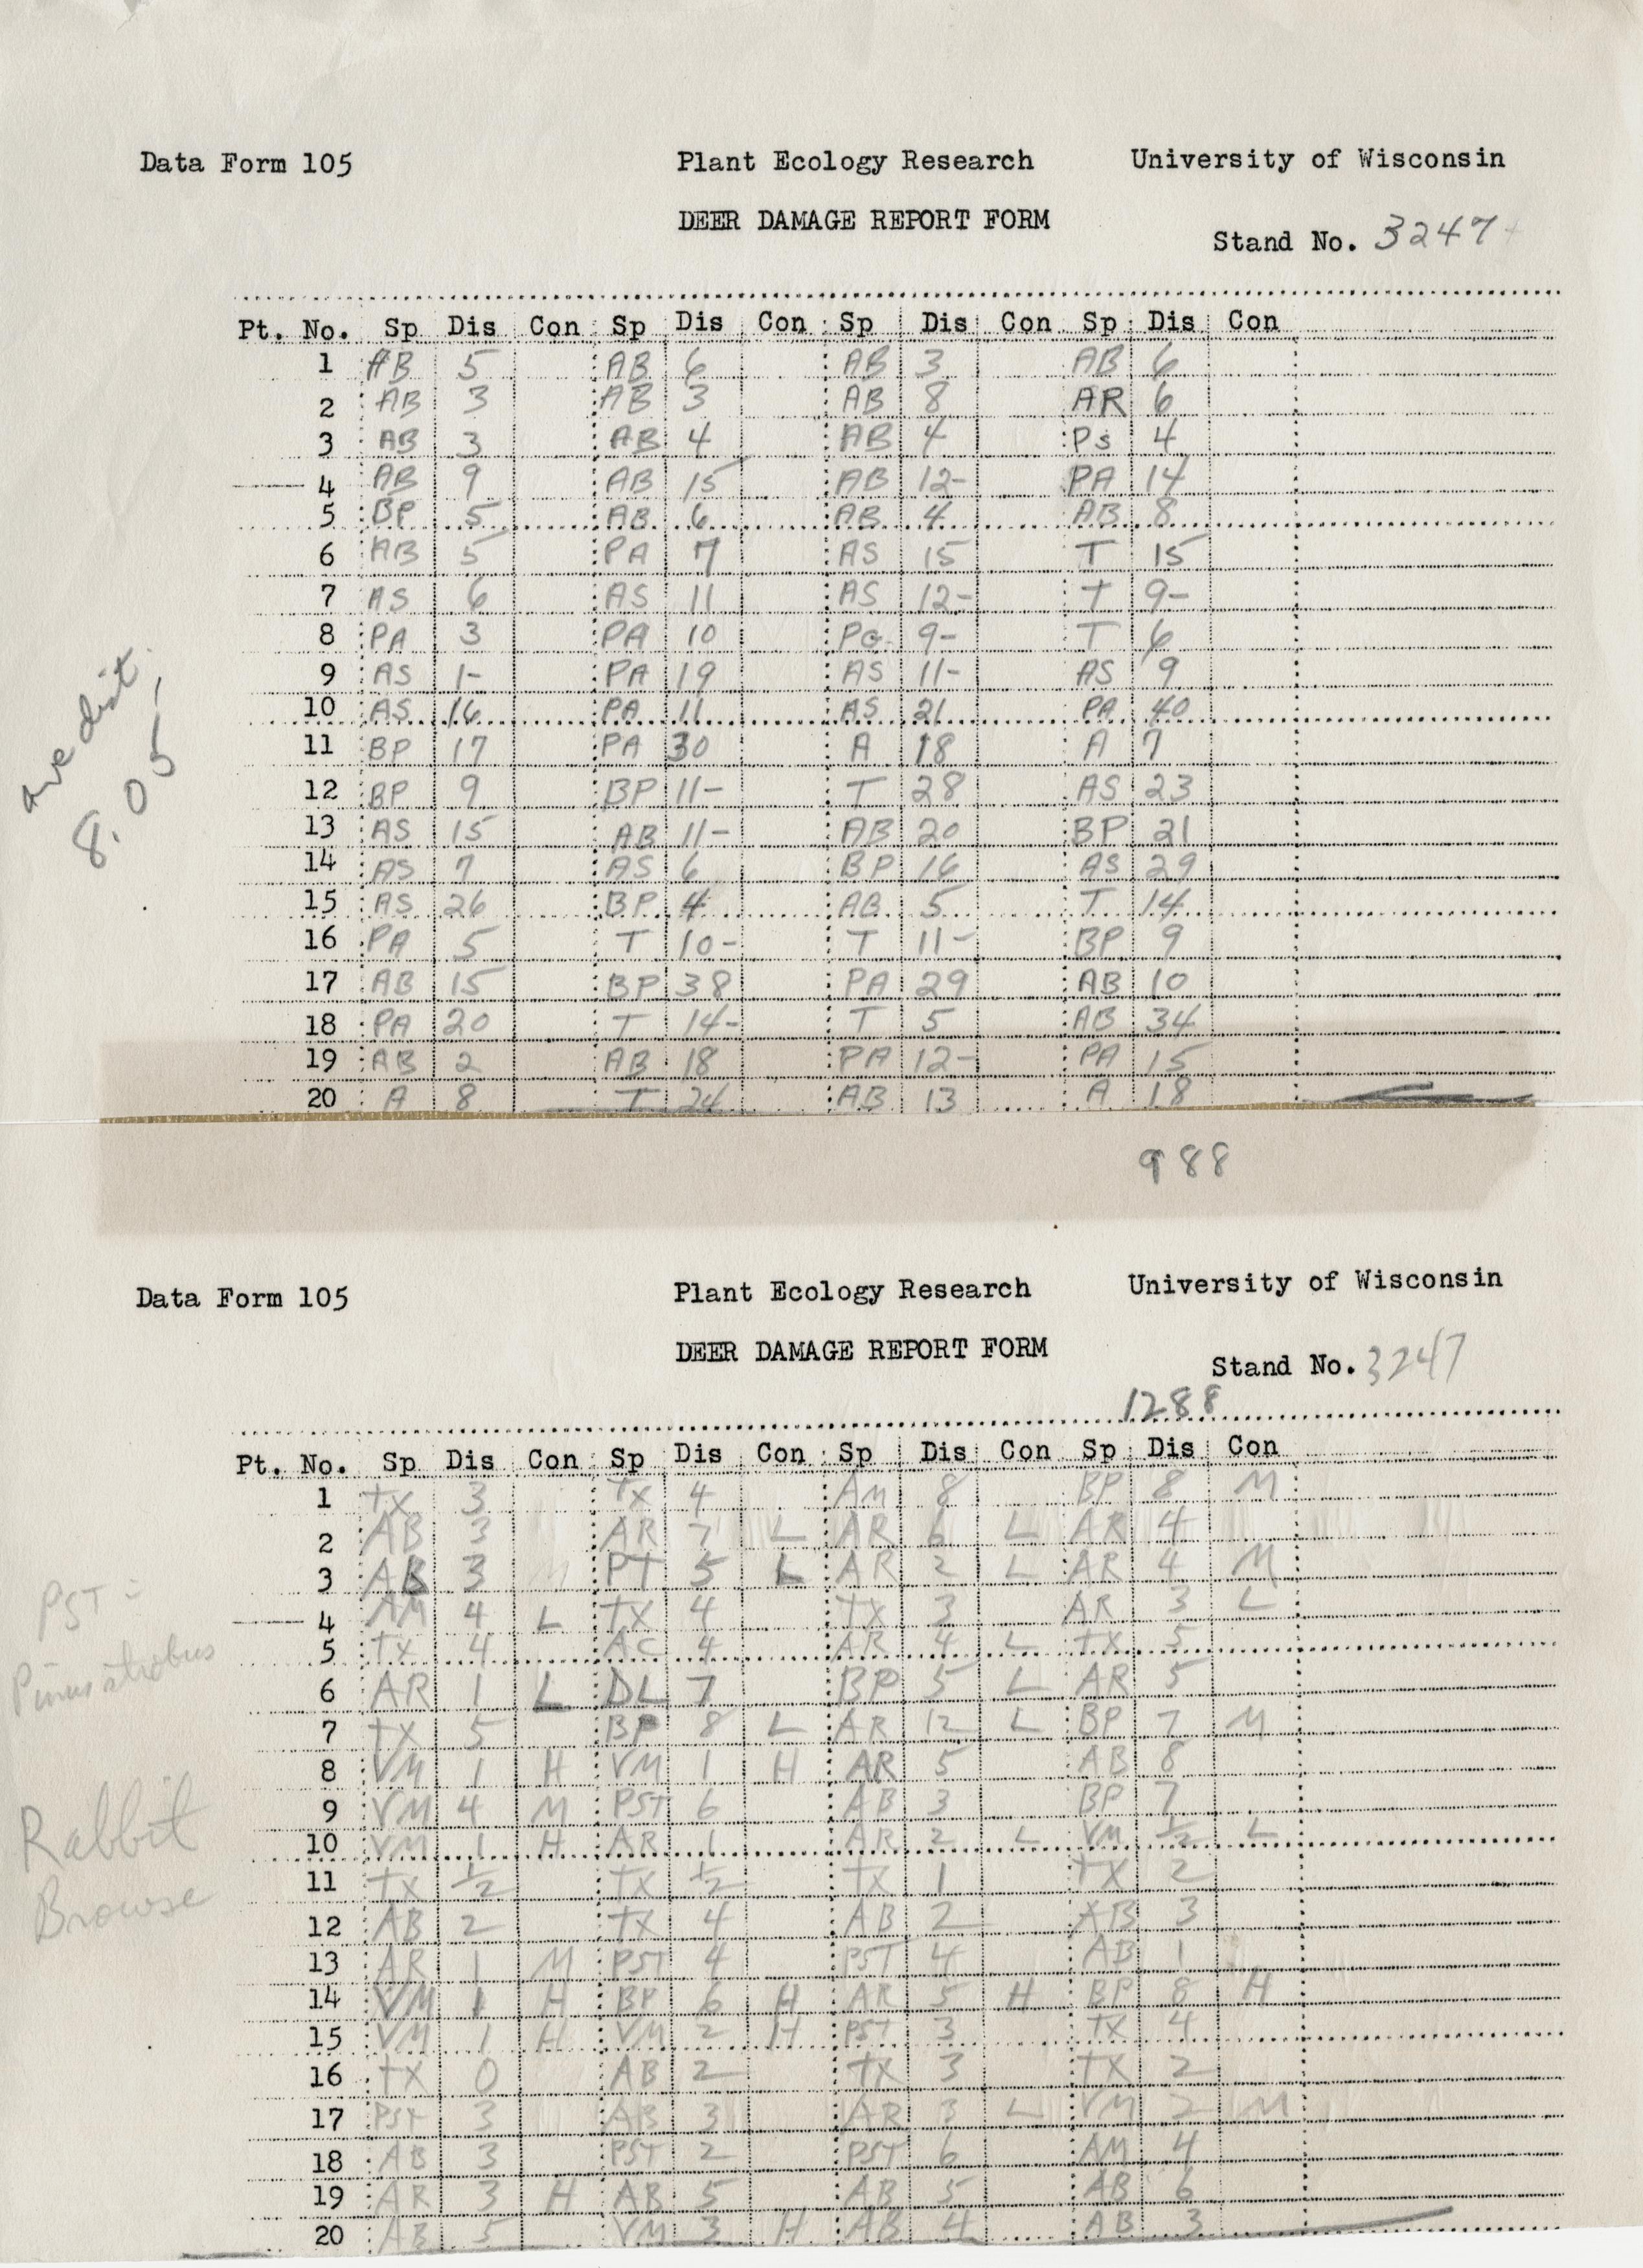 Data Form 105 Plant Ecology Research University of Wisconsin
DEER DAMAGE REPORT FORM
Stand No. 3247
Pt. No. Sp Dis Con Sp Dis Con Sp Dis Con Sp Dis Con
1 AB 5 AB 6 AB 3 AB 6
2 AB 3 AB 3 AB 8 AR 6
3 AB 3 AB 4 AB 4 Ps 4
4 AB 9 AB 15 AB 12- PA 14
5 BP 5 AB 6 AB 4 AB 8
6 AB 5 PA 7 AS 15 T 15
7 AS 6 AS 11 AS 12- T 9-
8 PA 3 PA 10 PG 9- T 6
9 AS 1- PA 19 AS 11- AS 9
10 AS 16 PA 11 AS 21 PA 40
11 BP 17 PA 30 A 18 A 7
12 BP 9 BP 11- T 28 AS 23
13 AS 15 AB 11- AB 20 BP 21
14 AS 7 AS 6 BP 16 AS 29
15 AS 26 BP 4 AB 5 T 14
16 PA 5 T 10- T 11- BP 9
17 AB 15 BP 38 PA 29 AB 10
18 PA 20 T 14- T 5 AB 34
19 AB 2 AB 18 PA 12- PA 15
20 A 8 T 24 AB 13 A 18
ave dist.
8.05
988
Data Form 105 Plant Ecology Research University of Wisconsin
DEER DAMAGE REPORT FORM
Stand No. 3247
1288
Pt. No. Sp Dis Con Sp Dis Con Sp Dis Con Sp Dis Con
1 TX 3 TX 4 AM 8 BP 8 M
2 AB 3 AR 7 L AR 6 L AR 4
3 AB 3 M PT 5 L AR 2 L AR 4 M
4 AM 4 L TX 4 TX 3 AR 3 L
5 TX 4 AC 4 AR 4 L TX 5
6 AR 1 L DL 7 BP 5 L AR 5
7 TX 5 BP 8 L AR 12 L BP 7 M
8 VM 1 H VM 1 H AR 5 AB 8
9 VM 4 M PST 6 AB 3 BP 7
10 VM 1 H AR 1 AR 2 L VM 1/2 L
11 TX 1/2 TX 1/2 TX 1 TX 2
12 AB 2 TX 4 AB 2 AB 3
13 AR 1 M PST 4 PST 4 AB 1
14 VM 1 H BP 6 H AR 5 H BP 8 H
15 VM 1 H VM 2 H PST 3 TX 4
16 TX 0 AB 2 TX 3 TX 2
17 PST 3 AB 3 AR 3 L VM 2 M
18 AB 3 PST 2 PST 6 AM 4
19 AR 3 H AB 5 AB 5 AB 6
20 AB 5 VM 3 H AB 4 AB 3
PST =
Pinus strobus
Rabbit
Browse